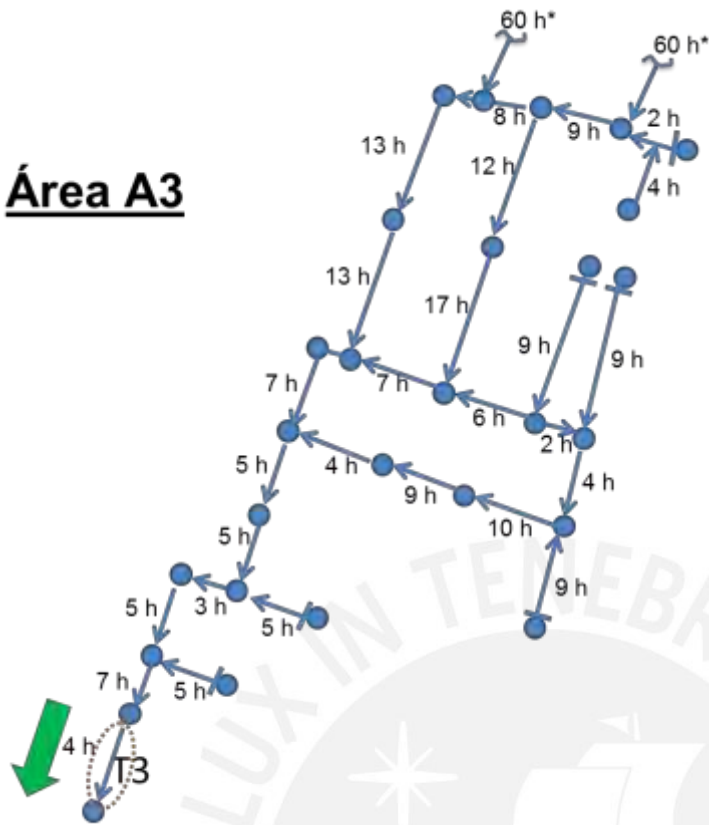 60 h*
60 h*
8 h
9 h
2 h
13 h
12 h
4 h
Área A3
13 h
17 h
9 h
9 h
7 h
7 h
6 h
2 h
5 h
4 h
9 h
10 h
4 h
5 h
9 h
5 h
3 h
5 h
7 h
5 h
4 h
T3
LUX IN TENEBR